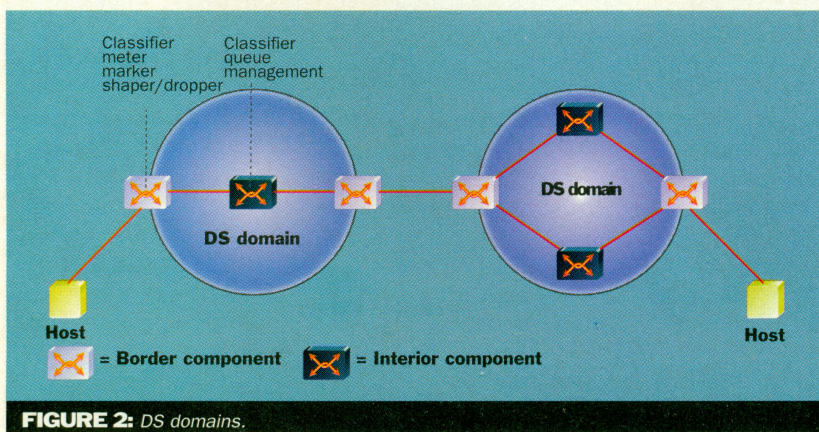 Classifier
meter
marker
shaper/dropper
Classifier
queue
management
DS domain
DS domain
Host
Host
= Border component
= Interior component
FIGURE 2: DS domains.